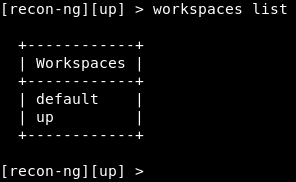 [recon-ng][up] > workspaces list
+------------+
| Workspaces |
+------------+
| default    |
| up         |
+------------+
[recon-ng][up] >